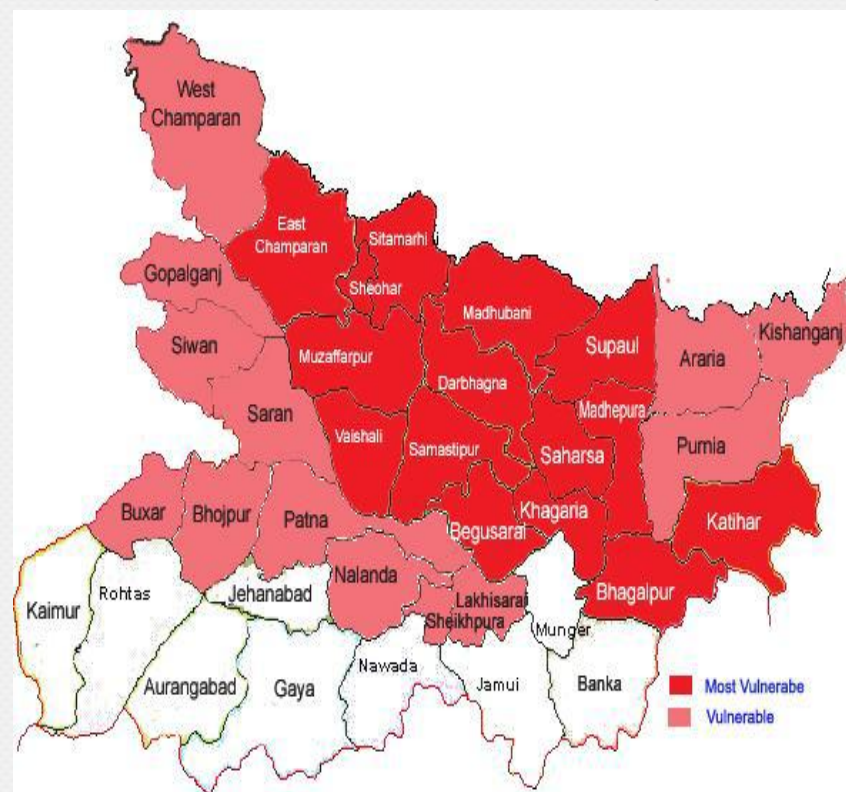 West
Champaran
East
Champaran
Sitamarhi
Gopalganj
Sheohar
Madhubani
Siwan
Muzaffarpur
Supaul
Araria
Kishanganj
Darbhagna
Saran
Madhepura
Vaishali
Samastipur
Saharsa
Purnia
Buxar
Bhojpur
Patna
Begusarai
Khagaria
Katihar
Kaimur
Rohtas
Jehanabad
Nalanda
Lakhisarai
Sheikhpura
Munger
Bhagalpur
Aurangabad
Gaya
Nawada
Jamui
Banka
Most Vulnerabe
Vulnerable